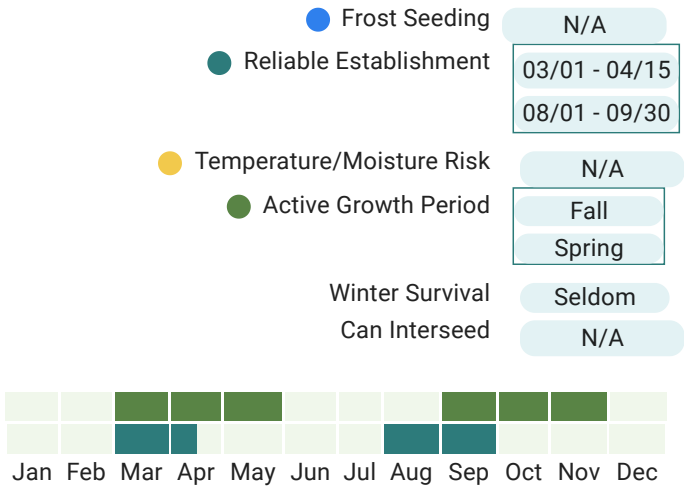 Frost Seeding N/A
Reliable Establishment 03/01 - 04/15
08/01 - 09/30
Temperature/Moisture Risk N/A
Active Growth Period Fall
Spring
Winter Survival Seldom
Can Interseed N/A
Jan Feb Mar Apr May Jun Jul Aug Sep Oct Nov Dec